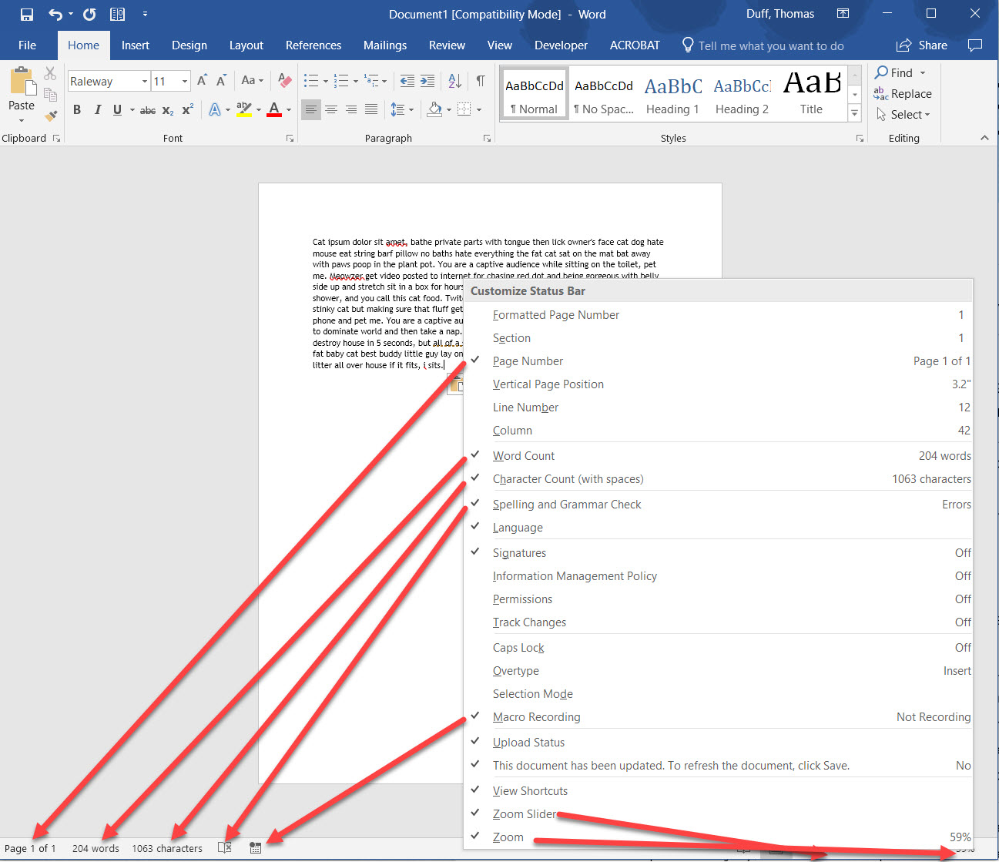 Document1 [Compatibility Mode] - Word
Duff, Thomas
File Home Insert Design Layout References Mailings Review View Developer ACROBAT Tell me what you want to do Share
Paste
Raleway 11 A A Aa A
B I U abc X2 X2 A ab A
AaBbCcDd AaBbCcDd AaBbC AaBbCcI AaB
¶ Normal ¶ No Spac... Heading 1 Heading 2 Title
Find
Replace
Select
Clipboard Font Paragraph Styles Editing
Cat ipsum dolor sit amet, bathe private parts with tongue then lick owner's face cat dog hate
mouse eat string barf pillow no baths hate everything the fat cat sat on the mat bat away
with paws poop in the plant pot. You are a captive audience while sitting on the toilet, pet
me. Meowzer get video posted to internet for chasing red dot and being gorgeous with belly
side up and stretch sit in a box for hours
shower, and you call this cat food.
stinky cat but making sure that fluff get
phone and pet me. You are a captive
to dominate world and then take a nap.
destroy house in 5 seconds, but all of a
fat baby cat best buddy little guy lay on
litter all over house if it fits, i sits.
Customize Status Bar
Formatted Page Number 1
Section 1
Page Number Page 1 of 1
Vertical Page Position 3.2"
Line Number 12
Column 42
Word Count 204 words
Character Count (with spaces) 1063 characters
Spelling and Grammar Check Errors
Language
Signatures Off
Information Management Policy Off
Permissions Off
Track Changes Off
Caps Lock Off
Overtype Insert
Selection Mode
Macro Recording Not Recording
Upload Status
This document has been updated. To refresh the document, click Save. No
View Shortcuts
Zoom Slider
Zoom 59%
Page 1 of 1 204 words 1063 characters